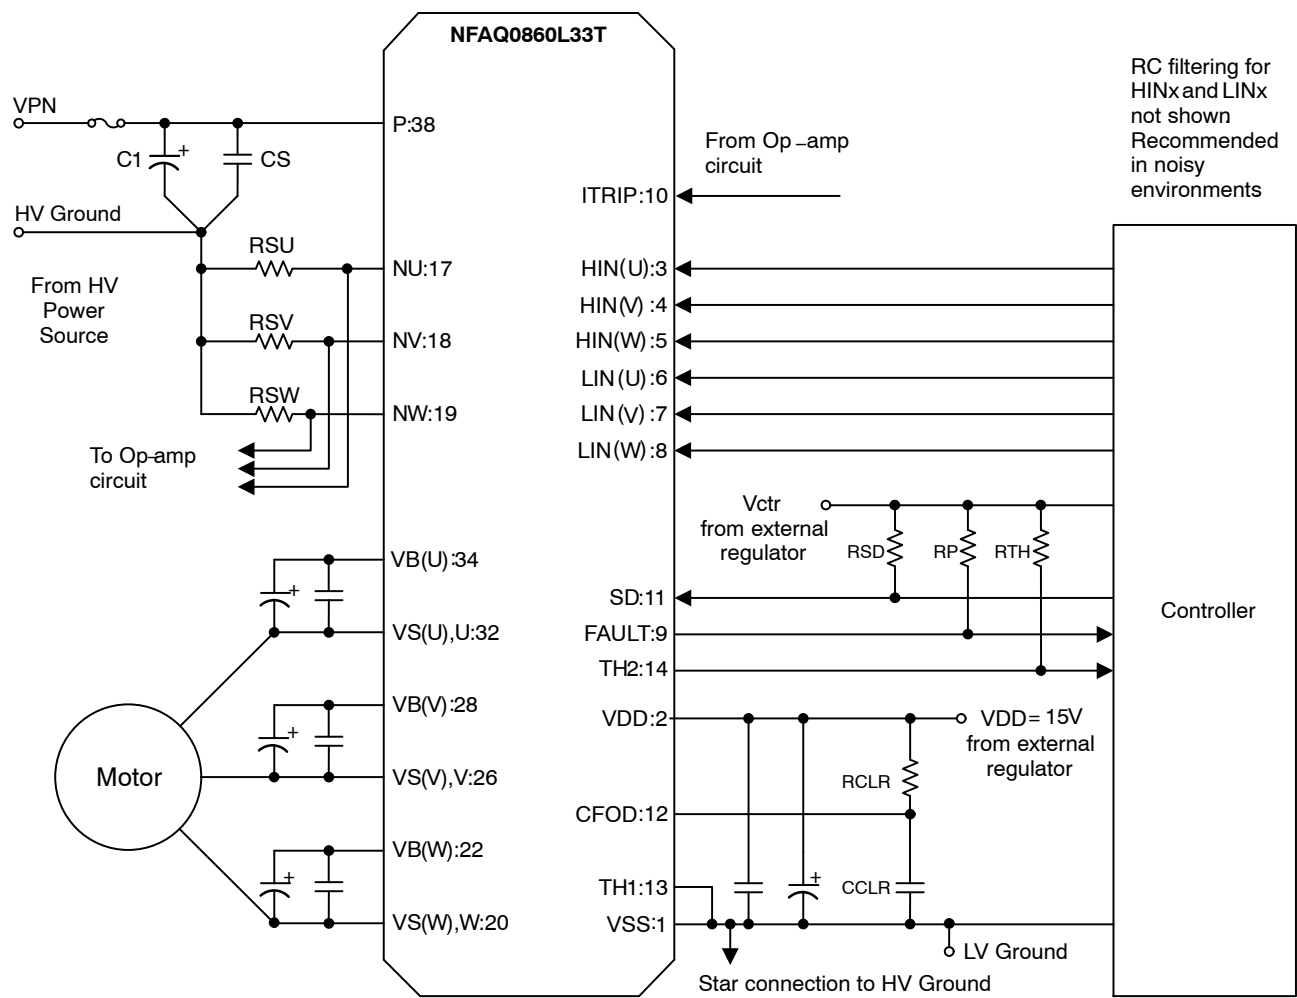 NFAQ0860L33T
VPN
P:38
C1
+
CS
HV Ground
From HV
Power
Source
RSU
NU:17
RSV
NV:18
RSW
NW:19
To Op-amp
circuit
VB(U):34
+
VS(U),U:32
VB(V):28
+
VS(V),V:26
Motor
VB(W):22
+
VS(W),W:20
From Op-amp
circuit
ITRIP:10
HIN(U):3
HIN(V) :4
HIN(W):5
LIN(U):6
LIN(V):7
LIN(W):8
Vctr
from external
regulator
RSD
RP
RTH
SD:11
FAULT:9
TH2:14
VDD:2
VDD= 15V
from external
regulator
RCLR
CFOD:12
TH1:13
+
CCLR
VSS:1
LV Ground
Star connection to HV Ground
RC filtering for
HINx and LINx
not shown
Recommended
in noisy
environments
Controller